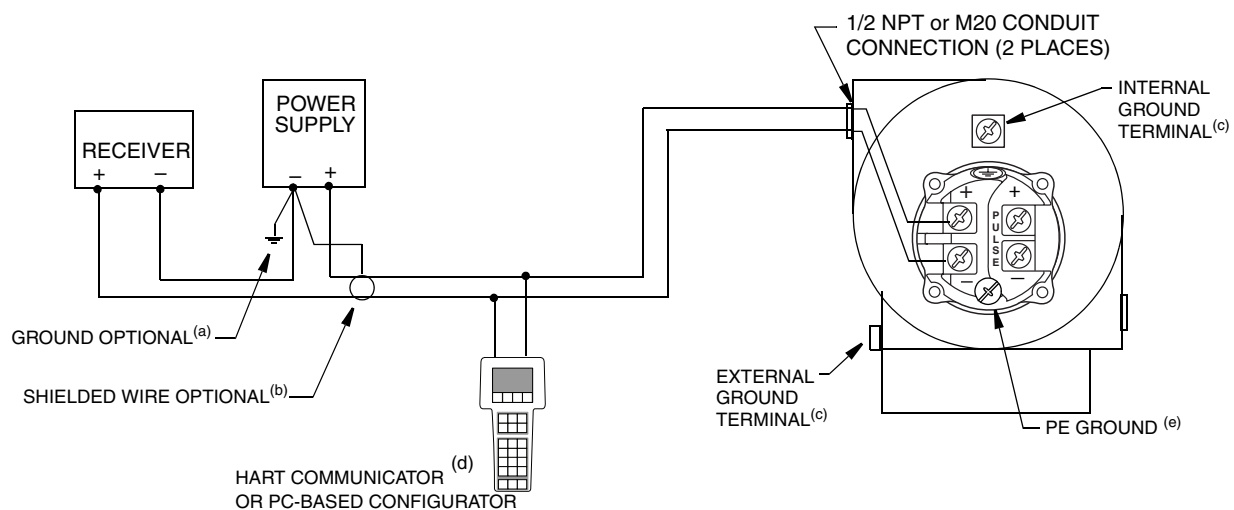 1/2 NPT or M20 CONDUIT
CONNECTION (2 PLACES)
POWER
SUPPLY
– +
RECEIVER
+ –
INTERNAL
GROUND
TERMINAL(c)
+ +
PULSE
– –
GROUND OPTIONAL(a)
SHIELDED WIRE OPTIONAL(b)
EXTERNAL
GROUND
TERMINAL(c)
PE GROUND (e)
HART COMMUNICATOR (d)
OR PC-BASED CONFIGURATOR